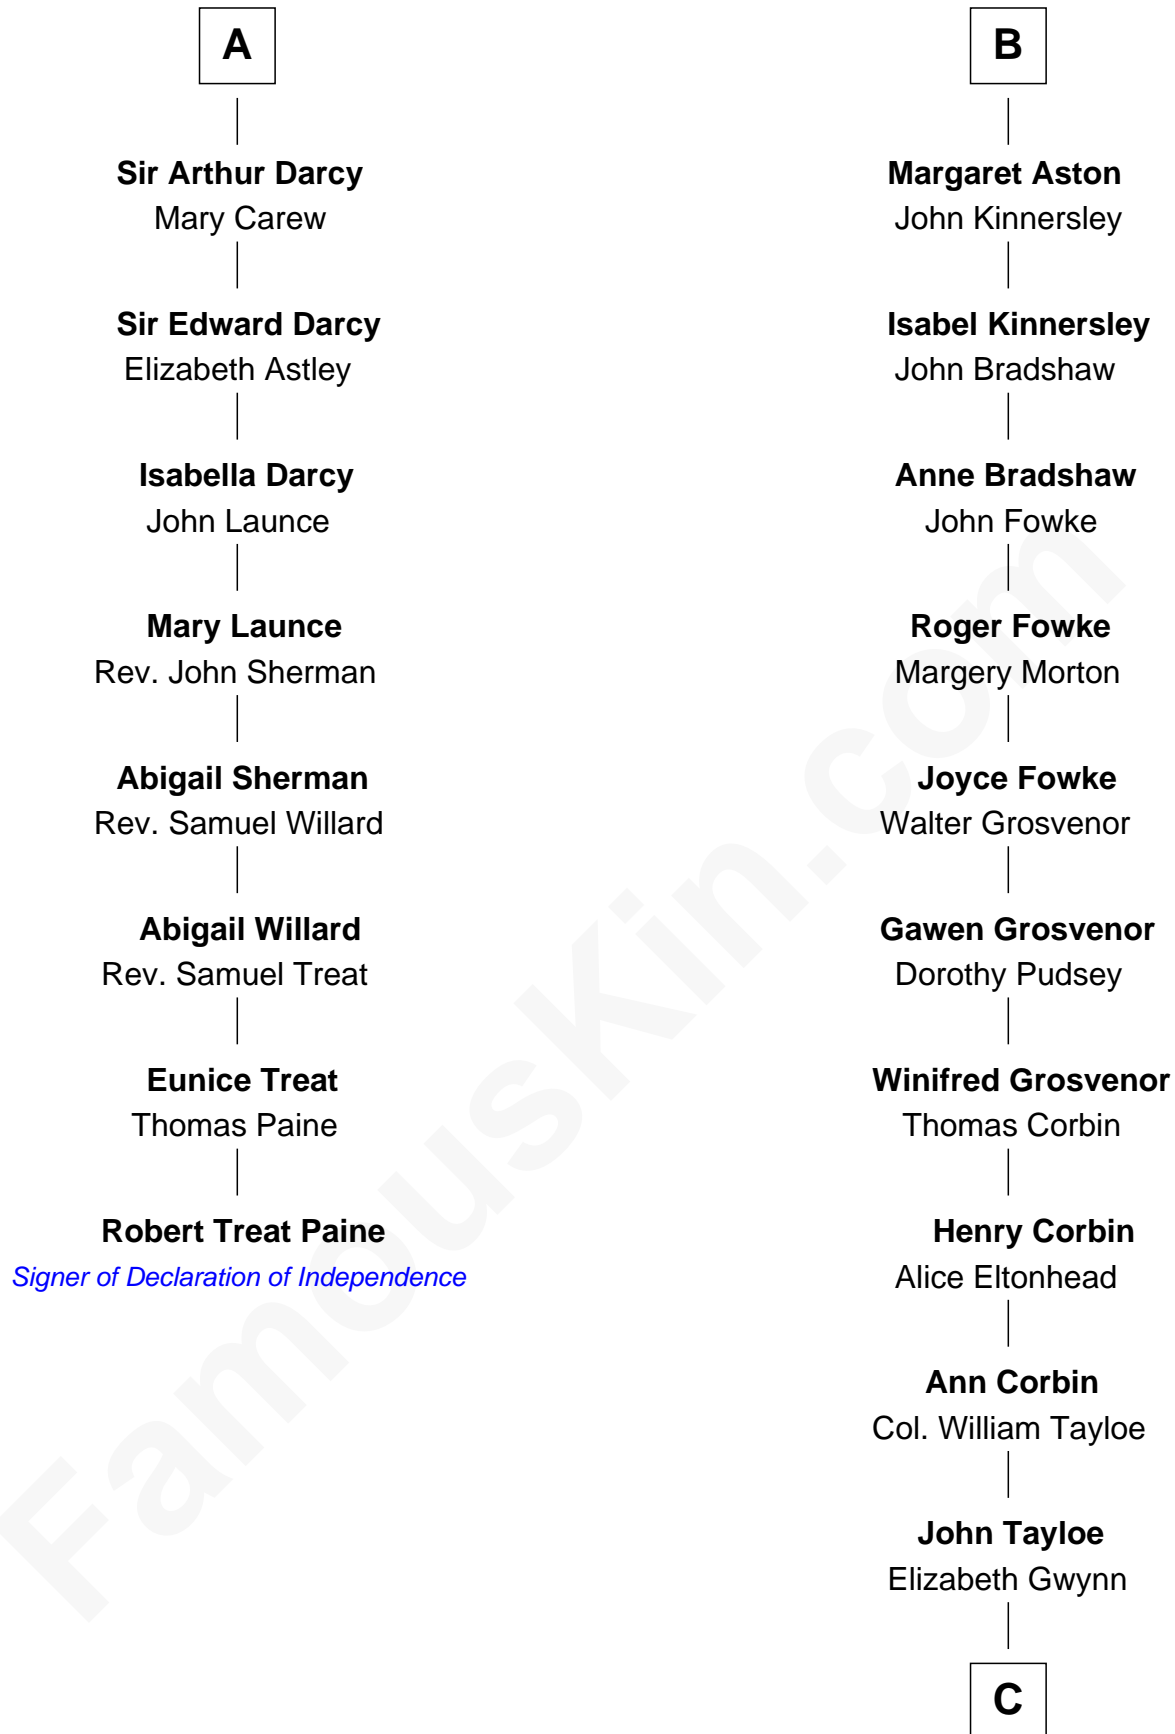 A
Sir Arthur Darcy
Mary Carew
Sir Edward Darcy
Elizabeth Astley
Isabella Darcy
John Launce
Mary Launce
Rev. John Sherman
Abigail Sherman
Rev. Samuel Willard
Abigail Willard
Rev. Samuel Treat
Eunice Treat
Thomas Paine
Robert Treat Paine
Signer of Declaration of Independence
B
Margaret Aston
John Kinnersley
Isabel Kinnersley
John Bradshaw
Anne Bradshaw
John Fowke
Roger Fowke
Margery Morton
Joyce Fowke
Walter Grosvenor
Gawen Grosvenor
Dorothy Pudsey
Winifred Grosvenor
Thomas Corbin
Henry Corbin
Alice Eltonhead
Ann Corbin
Col. William Tayloe
John Tayloe
Elizabeth Gwynn
C
FamousKin.com